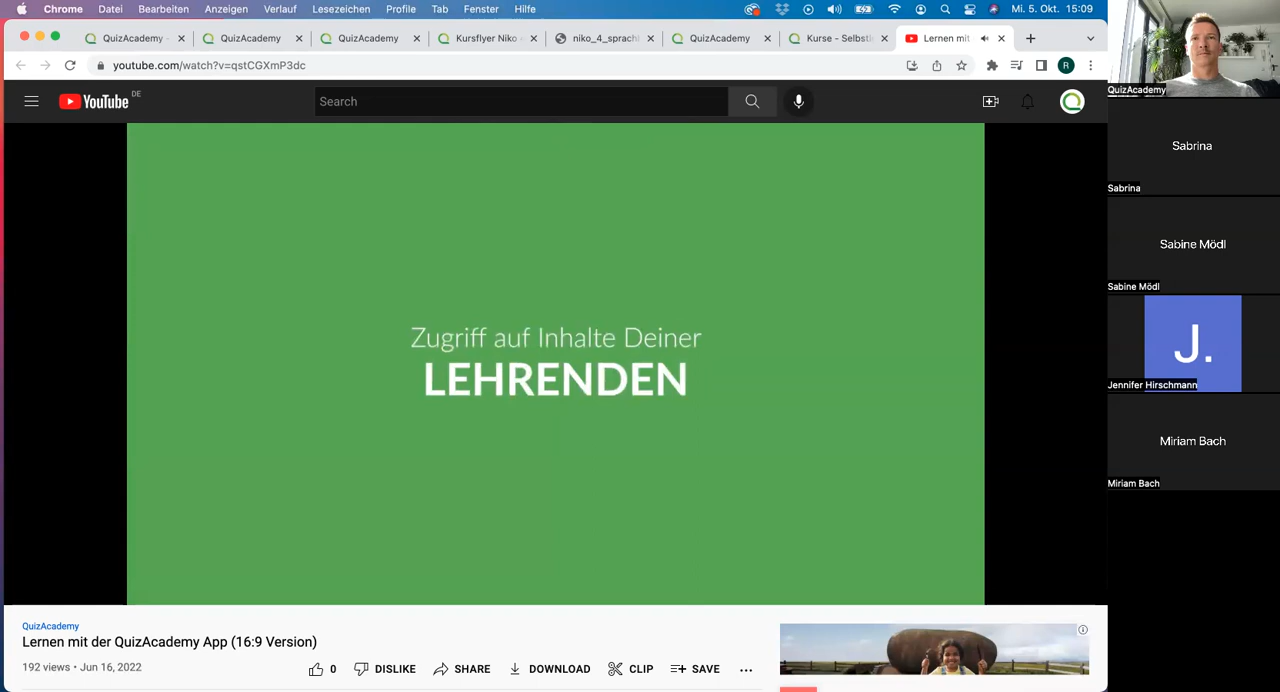 Chrome Datei Bearbeiten Anzeigen Verlauf Lesezeichen Profile Tab Fenster Hilfe Mi. 5. Okt. 15:09
QuizAcademy - QuizAcademy QuizAcademy Kursflyer Niko - niko_4_spracht QuizAcademy Kurse - Selbstle Lernen mit
youtube.com/watch?v=qstCGXmP3dc R
YouTube DE Search
Zugriff auf Inhalte Deiner
LEHRENDEN
QuizAcademy
Lernen mit der QuizAcademy App (16:9 Version)
192 views • Jun 16, 2022
0 DISLIKE SHARE DOWNLOAD CLIP SAVE
QuizAcademy
Sabrina
Sabrina
Sabine Mödl
Sabine Mödl
J.
Jennifer Hirschmann
Miriam Bach
Miriam Bach